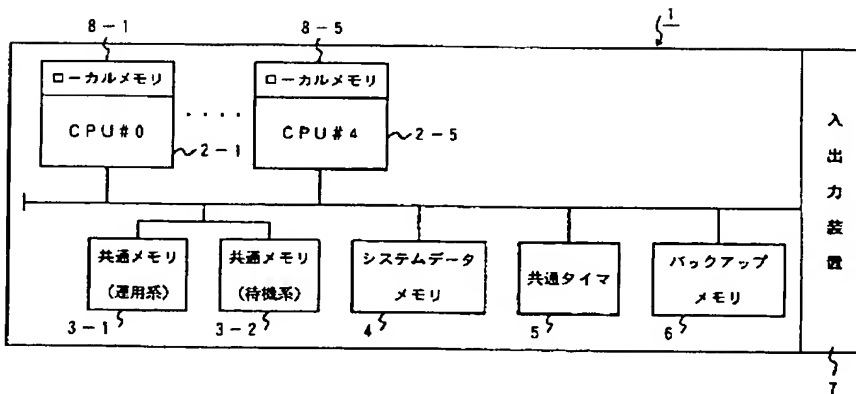 8-1
8-5
1
ローカルメモリ
CPU#0
2-1
····
ローカルメモリ
CPU#4
2-5
共通メモリ
(運用系)
3-1
共通メモリ
(待機系)
3-2
システムデータ
メモリ
4
共通タイマ
5
バックアップ
メモリ
6
入出力装置
7